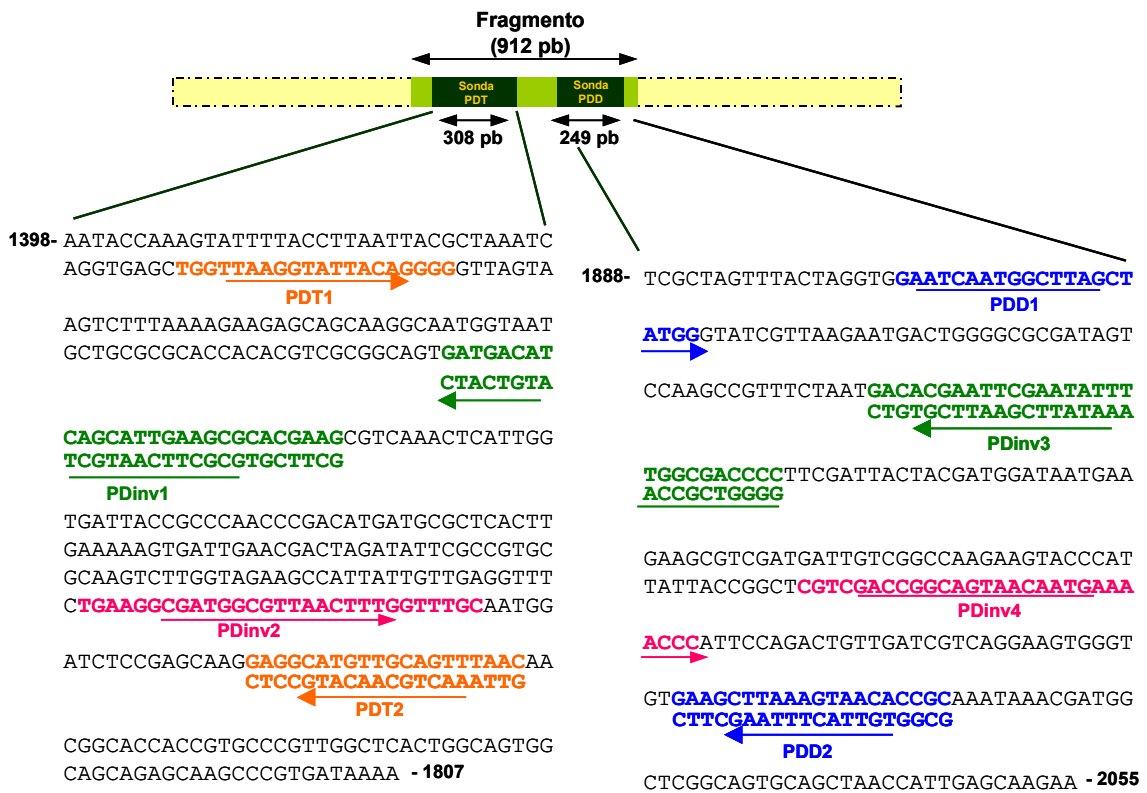 Fragmento
(912 pb)
Sonda
PDT
Sonda
PDD
308 pb
249 pb
1398- AATACCAAAGTATTTTACCTTAATTACGCTAAATC
AGGTGAGCTGGTTAAGGTATTACAGGGGGTTAGTA
PDT1
AGTCTTTAAAAGAAGAGCAGCAAGGCAATGGTAAT
GCTGCGCGCACCACACGTCGCGGCAGTGATGACAT
CTACTGTA
CAGCATTGAAGCGCACGAAGCGTCAAACTCATTGG
TCGTAACTTCGCGTGCTTCG
PDinv1
TGATTACCGCCCAACCCGACATGATGCGCTCACTT
GAAAAAGTGATTGAACGACTAGATATTCGCCGTGC
GCAAGTCTTGGTAGAAGCCATTATTGTTGAGGTTT
CTGAAGGCGATGGCGTTAACTTTGGTTTGCAATGG
PDinv2
ATCTCCGAGCAAGGAGGCATGTTGCAGTTTAACAA
CTCCGTACAACGTCAAATTG
PDT2
CGGCACCACCGTGCCCGTTGGCTCACTGGCAGTGG
CAGCAGAGCAAGCCCGTGATAAAA - 1807
1888- TCGCTAGTTTACTAGGTGGAATCAATGGCTTAGCT
PDD1
ATGGGTATCGTTAAGAATGACTGGGGCGCGATAGT
CCAAGCCGTTTCTAATGACACGAATTCGAATATTT
CTGTGCTTAAGCTTATAAA
PDinv3
TGGCGACCCCTTCGATTACTACGATGGATAATGAA
ACCGCTGGGG
GAAGCGTCGATGATTGTCGGCCAAGAAGTACCCAT
TATTACCGGCTCGTCGACCGGCAGTAACAATGAAA
PDinv4
ACCCATTCCAGACTGTTGATCGTCAGGAAGTGGGT
GTGAAGCTTAAAGTAACACCGCAAATAAACGATGG
CTTCGAATTTCATTGTGGCG
PDD2
CTCGGCAGTGCAGCTAACCATTGAGCAAGAA - 2055